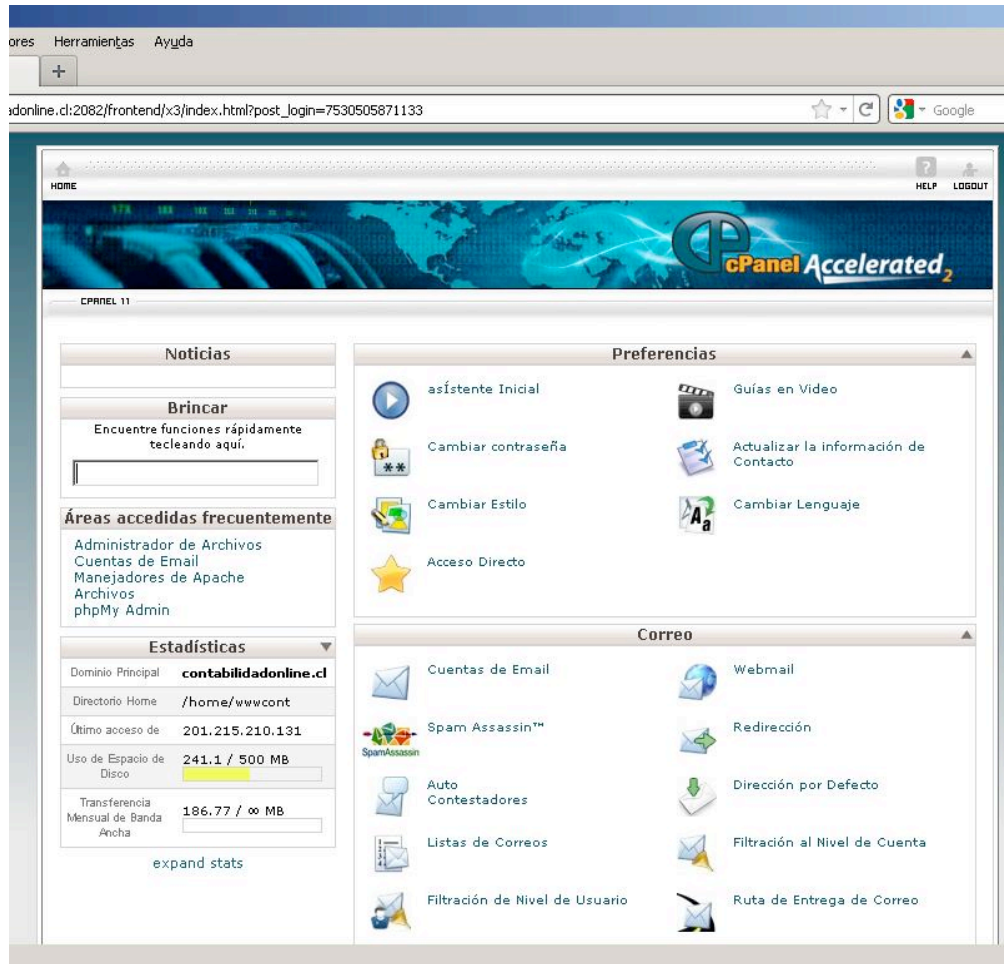 ores Herramientas Ayuda
+
adonline.cl:2082/frontend/x3/index.html?post_login=7530505871133
Google
HOME
HELP LOGOUT
cPanel Accelerated2
CPANEL 11
Noticias
Brincar
Encuentre funciones rápidamente
tecleando aquí.
Áreas accedidas frecuentemente
Administrador de Archivos
Cuentas de Email
Manejadores de Apache
Archivos
phpMy Admin
Estadísticas
Dominio Principal contabilidadonline.cl
Directorio Home /home/wwwcont
Último acceso de 201.215.210.131
Uso de Espacio de
Disco
241.1 / 500 MB
Transferencia
Mensual de Banda
Ancha
186.77 / ∞ MB
expand stats
Preferencias
asÍstente Inicial
Guías en Video
Cambiar contraseña
Actualizar la información de
Contacto
Cambiar Estilo
Cambiar Lenguaje
Acceso Directo
Correo
Cuentas de Email
Webmail
SpamAssassin
Spam Assassin™
Redirección
Auto
Contestadores
Dirección por Defecto
Listas de Correos
Filtración al Nivel de Cuenta
Filtración de Nivel de Usuario
Ruta de Entrega de Correo